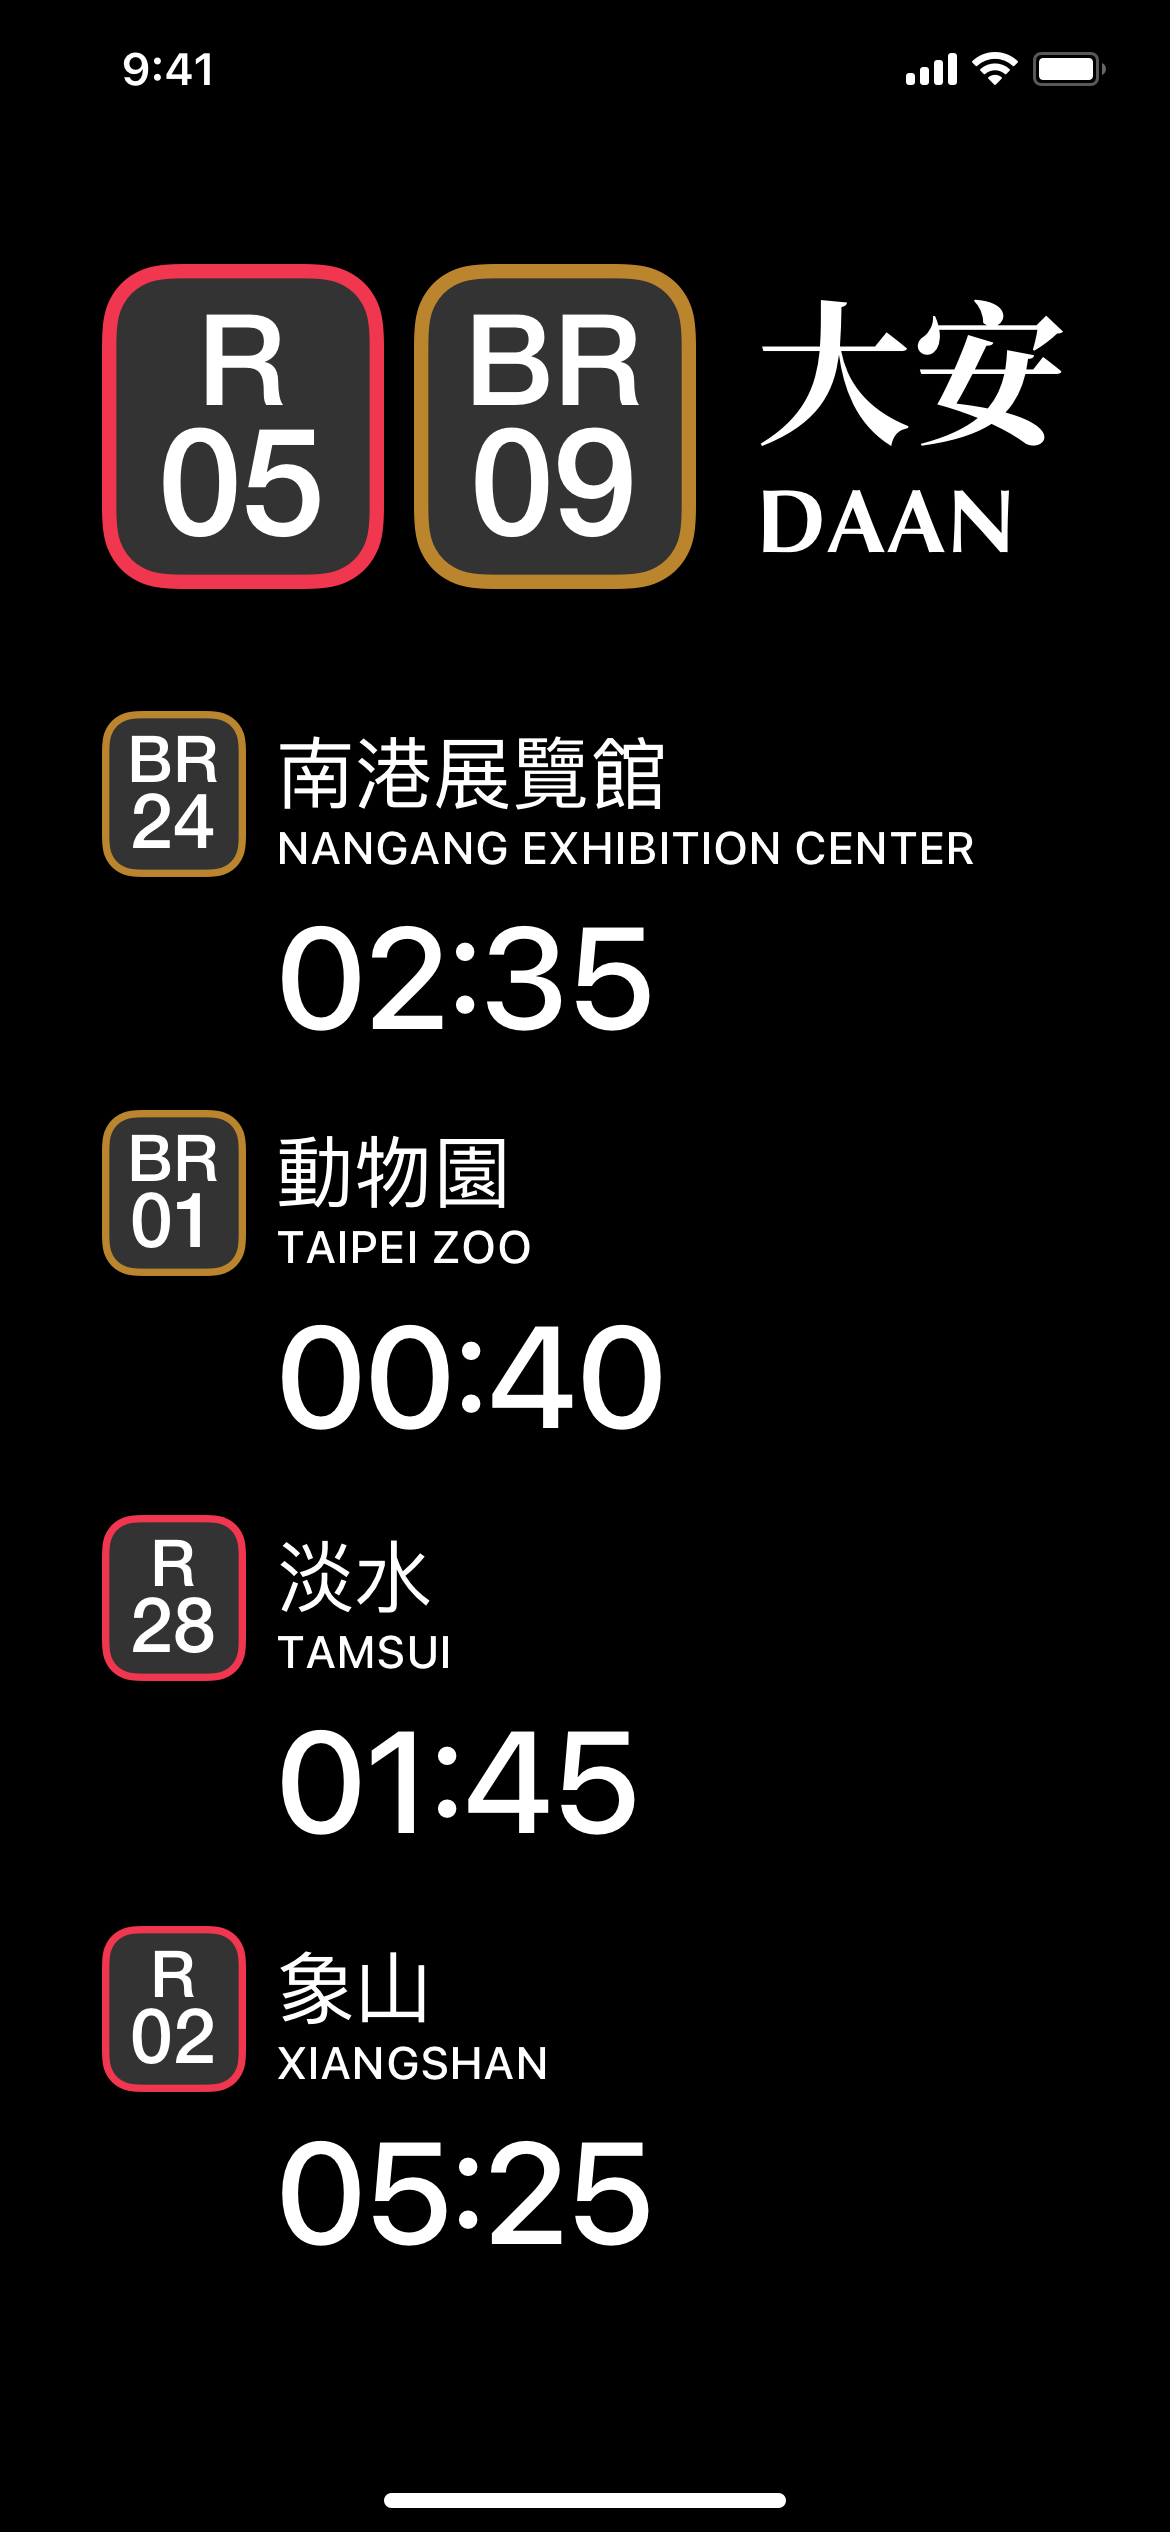 9:41
R
05
BR
09
大安
DAAN
BR
24
南港展覽館
NANGANG EXHIBITION CENTER
02:35
BR
01
動物園
TAIPEI ZOO
00:40
R
28
淡水
TAMSUI
01:45
R
02
象山
XIANGSHAN
05:25